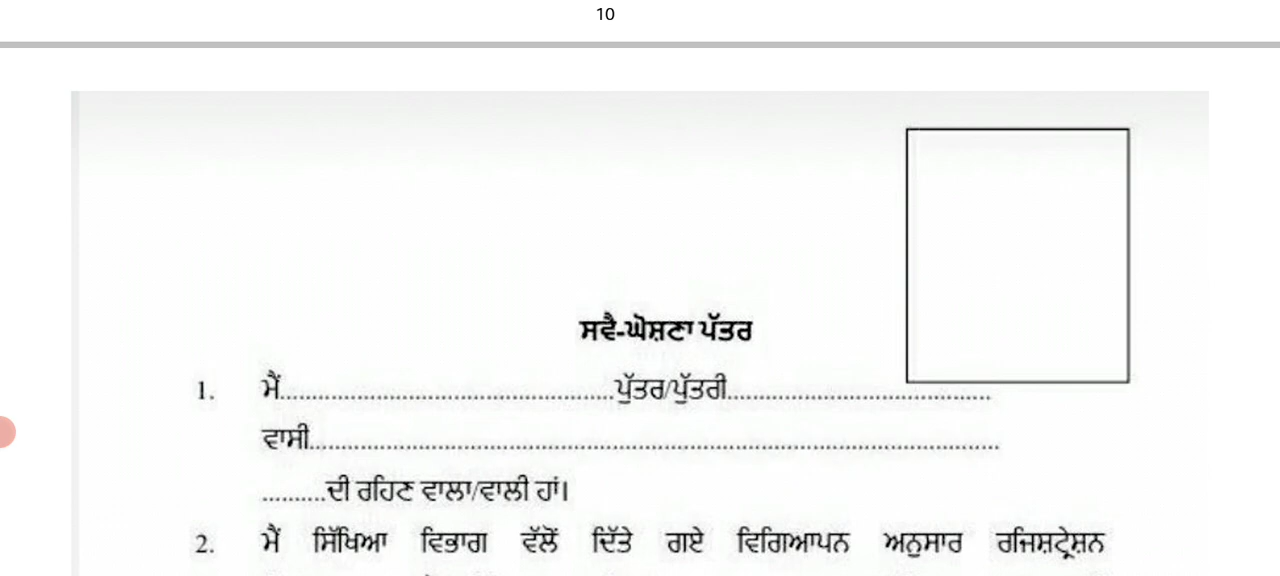 10
ਸਵੈ-ਘੋਸ਼ਣਾ ਪੱਤਰ
1. ਮੈਂ....................................................ਪੁੱਤਰ/ਪੁੱਤਰੀ.........................................
ਵਾਸੀ............................................................................................................
..........ਦੀ ਰਹਿਣ ਵਾਲਾ/ਵਾਲੀ ਹਾਂ।
2. ਮੈਂ ਸਿੱਖਿਆ ਵਿਭਾਗ ਵੱਲੋਂ ਦਿੱਤੇ ਗਏ ਵਿਗਿਆਪਨ ਅਨੁਸਾਰ ਰਜਿਸ਼ਟ੍ਰੇਸ਼ਨ